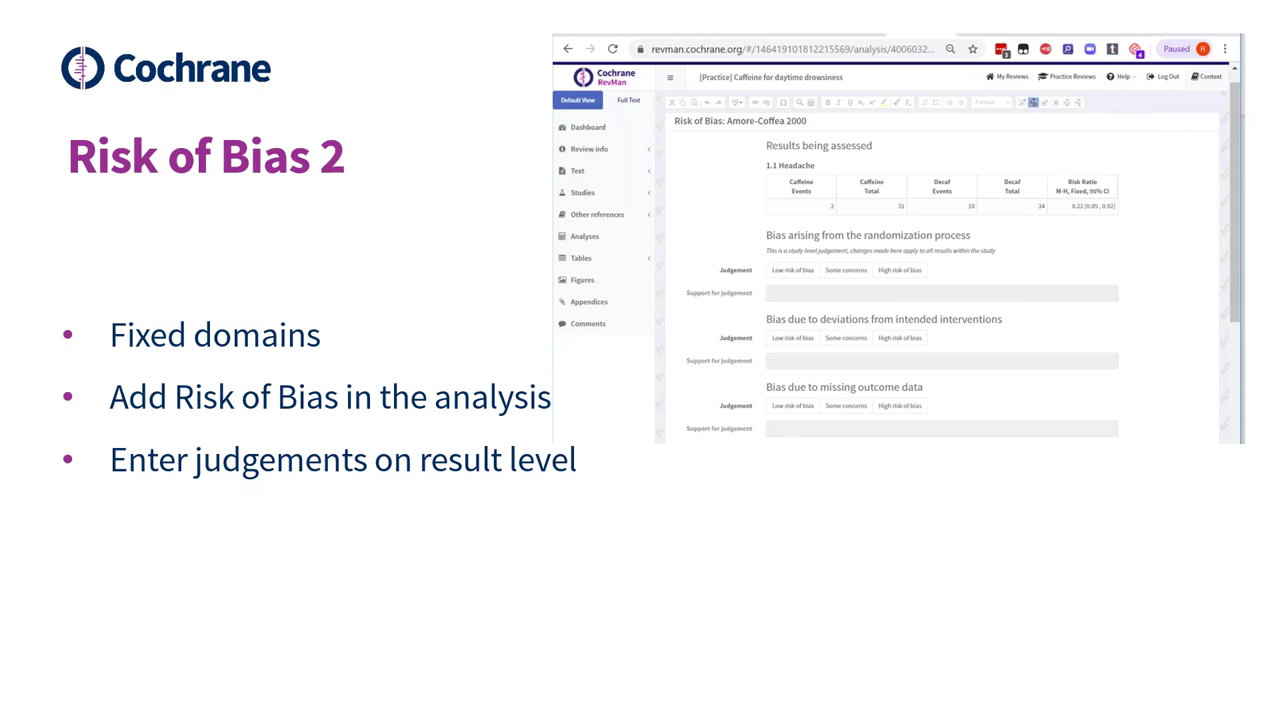 Cochrane
Risk of Bias 2
• Fixed domains
• Add Risk of Bias in the analysis
• Enter judgements on result level
revman.cochrane.org/#/146419101812215569/analysis/4006032...
Paused R
Cochrane RevMan
[Practice] Caffeine for daytime drowsiness
My Reviews Practice Reviews Help Log Out Context
Default View Full Text
Dashboard
Review info
Text
Studies
Other references
Analyses
Tables
Figures
Appendices
Comments
Format
Risk of Bias: Amore-Coffea 2000
Results being assessed
1.1 Headache
Caffeine Events Caffeine Total Decaf Events Decaf Total Risk Ratio M-H, Fixed, 95% CI
2 31 10 34 0.22 [0.05 , 0.92]
Bias arising from the randomization process
This is a study-level judgement, changes made here apply to all results within the study
Judgement Low risk of bias Some concerns High risk of bias
Support for judgement
Bias due to deviations from intended interventions
Judgement Low risk of bias Some concerns High risk of bias
Support for judgement
Bias due to missing outcome data
Judgement Low risk of bias Some concerns High risk of bias
Support for judgement